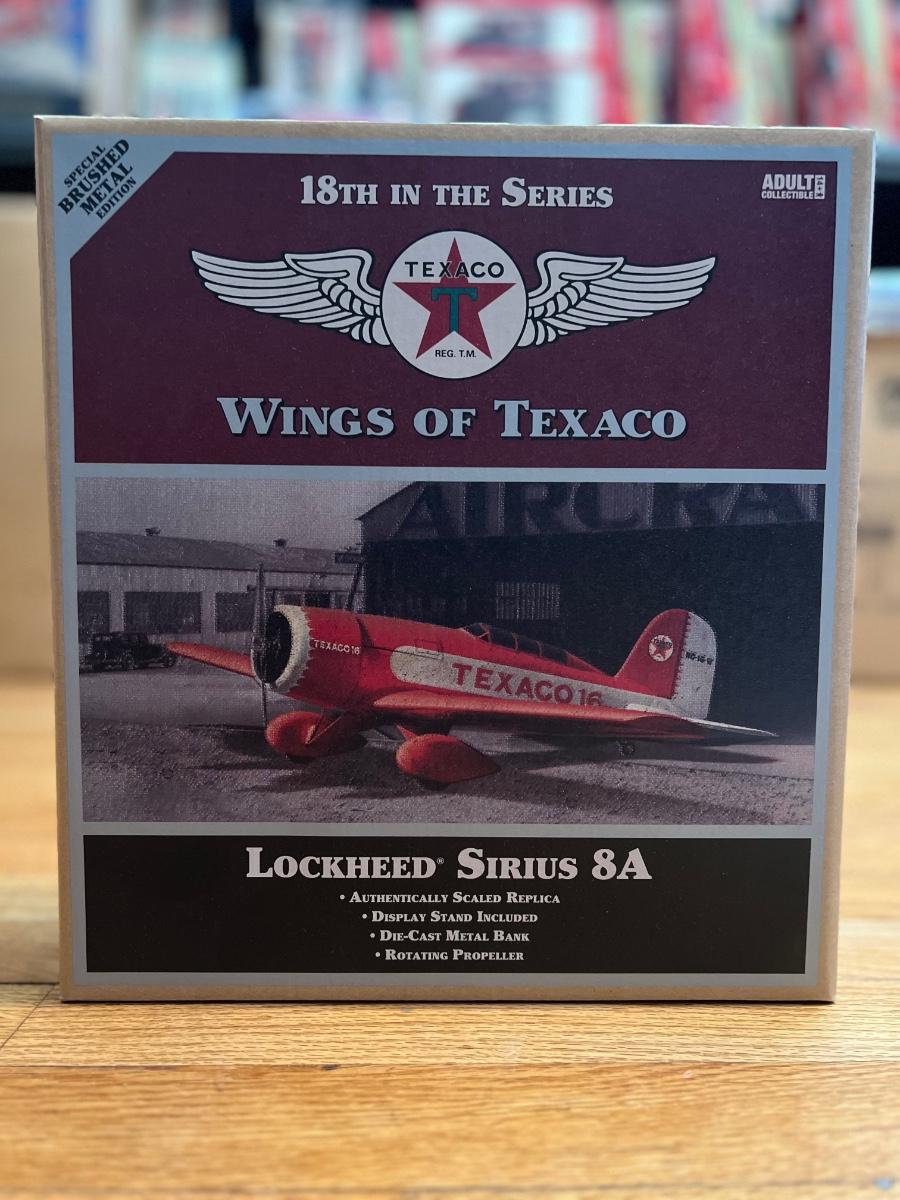 SPECIAL
BRUSHED
METAL
EDITION
18TH IN THE SERIES
ADULT
COLLECTIBLE
TEXACO
T
REG. T.M.
WINGS OF TEXACO
AIRCRA
TEXACO 16
TEXACO 16
LOCKHEED® SIRIUS 8A
• AUTHENTICALLY SCALED REPLICA
• DISPLAY STAND INCLUDED
• DIE-CAST METAL BANK
• ROTATING PROPELLER